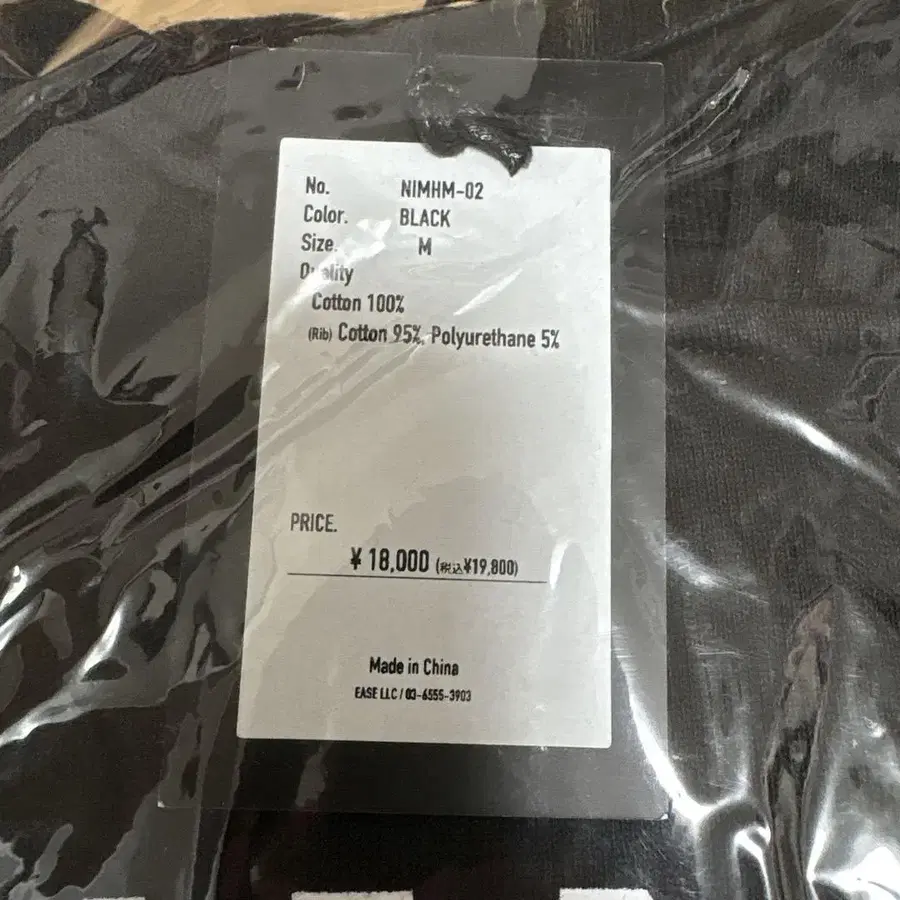 No. NIMHM-02
Color. BLACK
Size. M
Quality
Cotton 100%
(Rib) Cotton 95%, Polyurethane 5%
PRICE.
¥ 18,000 (税込¥19,800)
Made in China
EASE LLC / 03-6555-3903